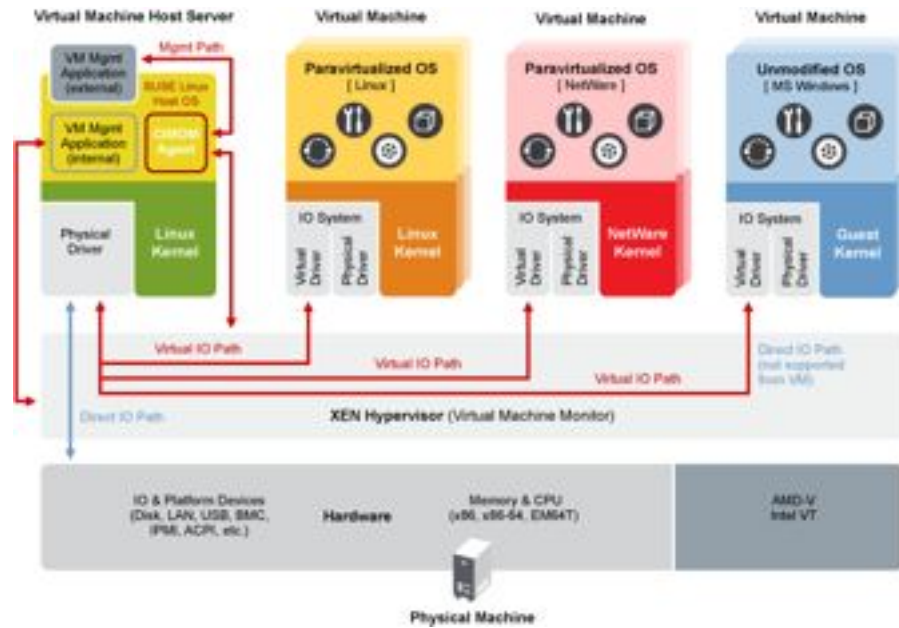 Virtual Machine Host Server
VM Mgmt
Application
(external)
Mgmt Path
SUSE Linux
Host OS
VM Mgmt
Application
(internal)
CIMOM
Agent
Physical
Driver
Linux
Kernel
Virtual Machine
Paravirtualized OS
[ Linux ]
IO System
Virtual
Driver
Physical
Driver
Linux
Kernel
Virtual Machine
Paravirtualized OS
[ NetWare ]
IO System
Virtual
Driver
Physical
Driver
NetWare
Kernel
Virtual Machine
Unmodified OS
[ MS Windows ]
IO System
Virtual
Driver
Physical
Driver
Guest
Kernel
Virtual IO Path
Virtual IO Path
Virtual IO Path
Direct IO Path
(not supported
from VM)
Direct IO Path
XEN Hypervisor (Virtual Machine Monitor)
IO & Platform Devices
(Disk, LAN, USB, BMC,
IPMI, ACPI, etc.)
Hardware
Memory & CPU
(x86, x86-64, EM64T)
AMD-V
Intel VT
Physical Machine